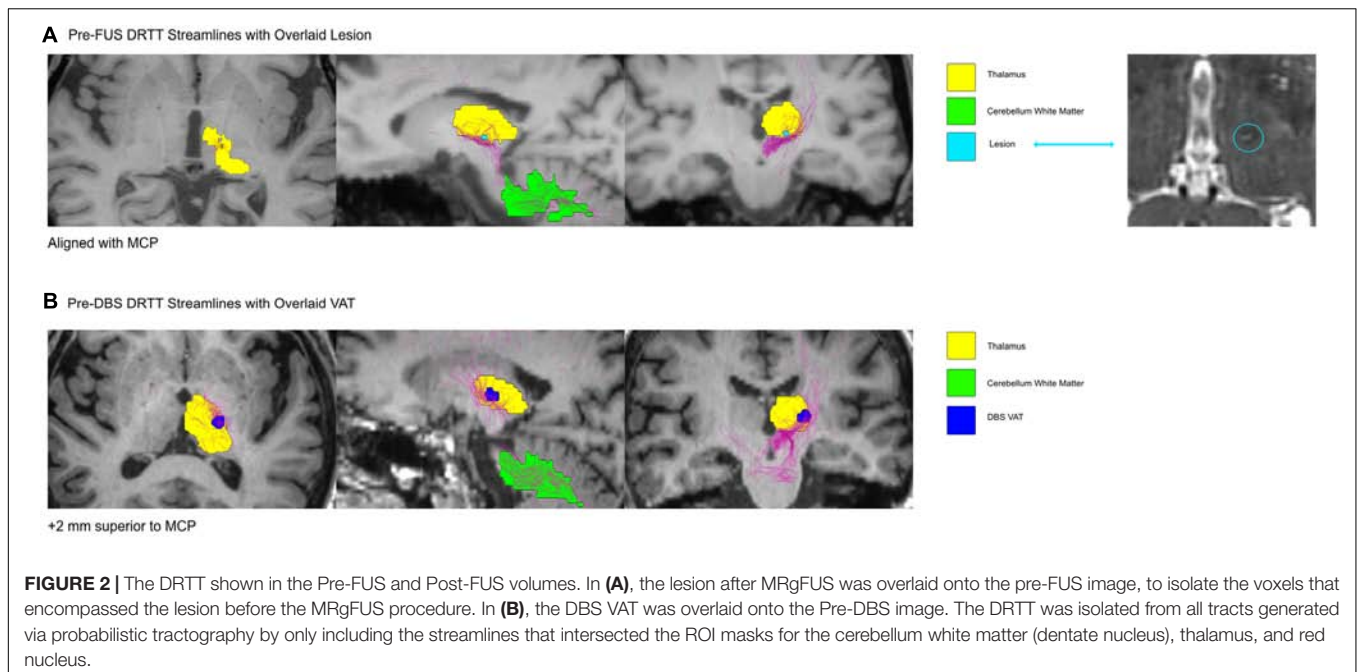 A Pre-FUS DRTT Streamlines with Overlaid Lesion
Thalamus
Cerebellum White Matter
Lesion
Aligned with MCP
B Pre-DBS DRTT Streamlines with Overlaid VAT
Thalamus
Cerebellum White Matter
DBS VAT
+2 mm superior to MCP
FIGURE 2 | The DRTT shown in the Pre-FUS and Post-FUS volumes. In (A), the lesion after MRgFUS was overlaid onto the pre-FUS image, to isolate the voxels that
encompassed the lesion before the MRgFUS procedure. In (B), the DBS VAT was overlaid onto the Pre-DBS image. The DRTT was isolated from all tracts generated
via probabilistic tractography by only including the streamlines that intersected the ROI masks for the cerebellum white matter (dentate nucleus), thalamus, and red
nucleus.